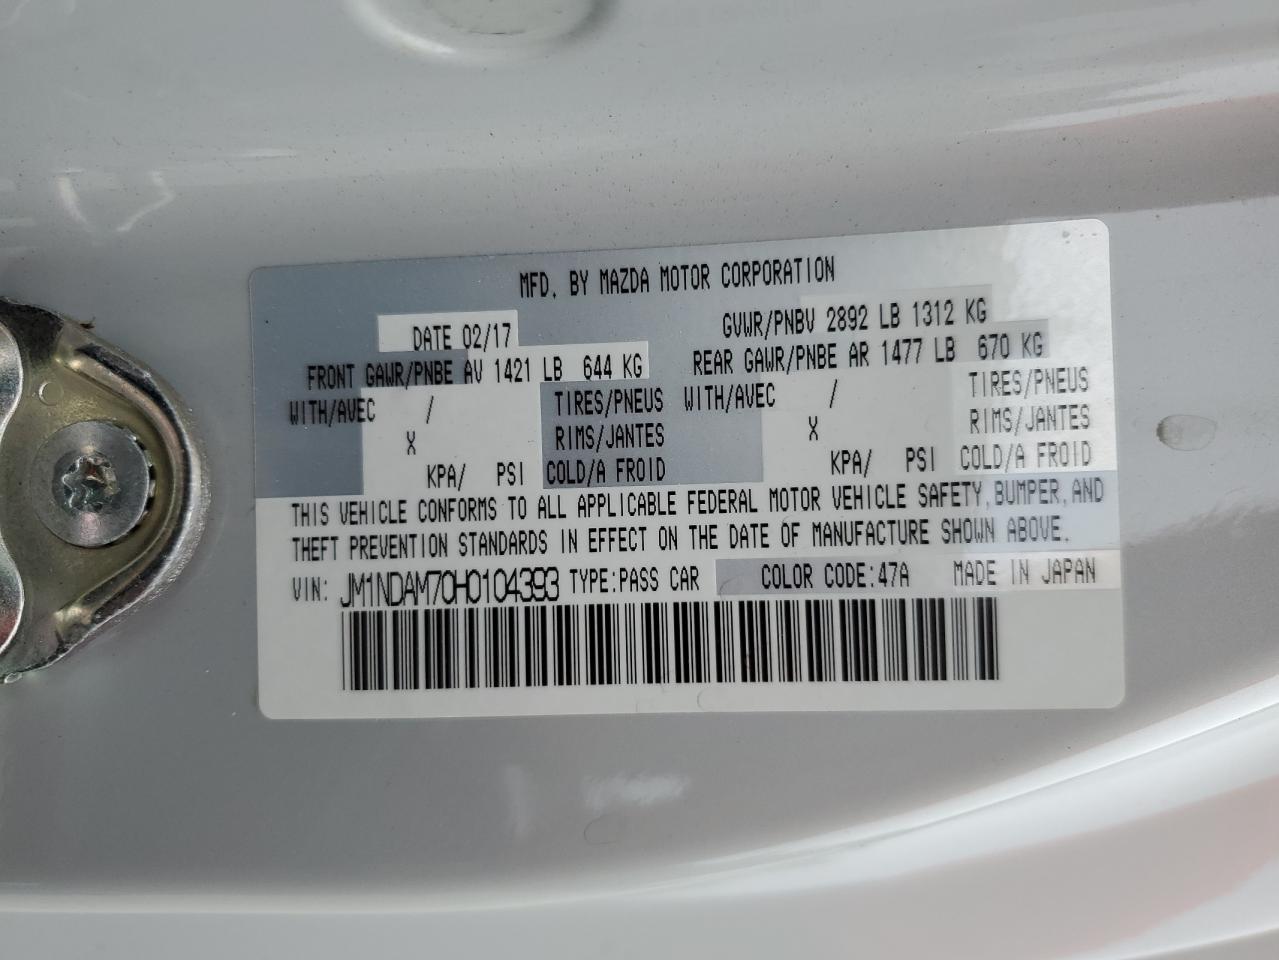 MFD. BY MAZDA MOTOR CORPORATION
DATE 02/17 GVWR/PNBV 2892 LB 1312 KG
FRONT GAWR/PNBE AV 1421 LB 644 KG REAR GAWR/PNBE AR 1477 LB 670 KG
WITH/AVEC / TIRES/PNEUS WITH/AVEC / TIRES/PNEUS
X RIMS/JANTES X RIMS/JANTES
KPA/ PSI COLD/A FROID KPA/ PSI COLD/A FROID
THIS VEHICLE CONFORMS TO ALL APPLICABLE FEDERAL MOTOR VEHICLE SAFETY, BUMPER, AND
THEFT PREVENTION STANDARDS IN EFFECT ON THE DATE OF MANUFACTURE SHOWN ABOVE.
VIN: JM1NDAM70H0104393 TYPE:PASS CAR COLOR CODE:47A MADE IN JAPAN